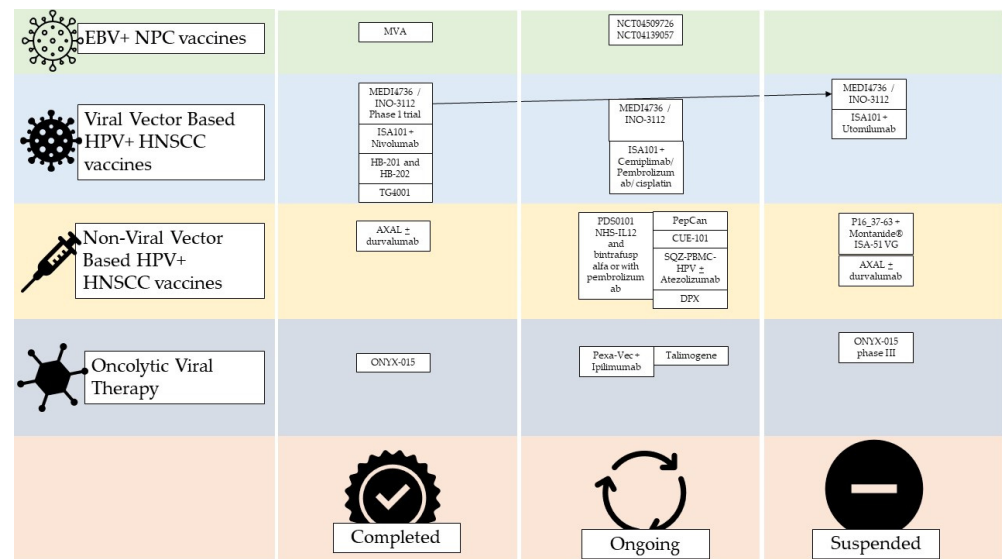 EBV+ NPC vaccines
MVA
NCT04509726
NCT04139057
Viral Vector Based
HPV+ HNSCC
vaccines
MEDI4736 /
INO-3112
Phase 1 trial
ISA101 +
Nivolumab
HB-201 and
HB-202
TG4001
MEDI4736 /
INO-3112
ISA101 +
Cemiplimab/
Pembrolizum
ab/ cisplatin
MEDI4736 /
INO-3112
ISA101 +
Utomilumab
Non-Viral Vector
Based HPV+
HNSCC vaccines
AXAL ±
durvalumab
PDS0101
NHS-IL12
and
bintrafusp
alfa or with
pembrolizum
ab
PepCan
CUE-101
SQZ-PBMC-
HPV ±
Atezolizumab
DPX
P16_37-63 +
Montanide®
ISA-51 VG
AXAL ±
durvalumab
Oncolytic Viral
Therapy
ONYX-015
Pexa-Vec +
Ipilimumab
Talimogene
ONYX-015
phase III
Completed
Ongoing
Suspended